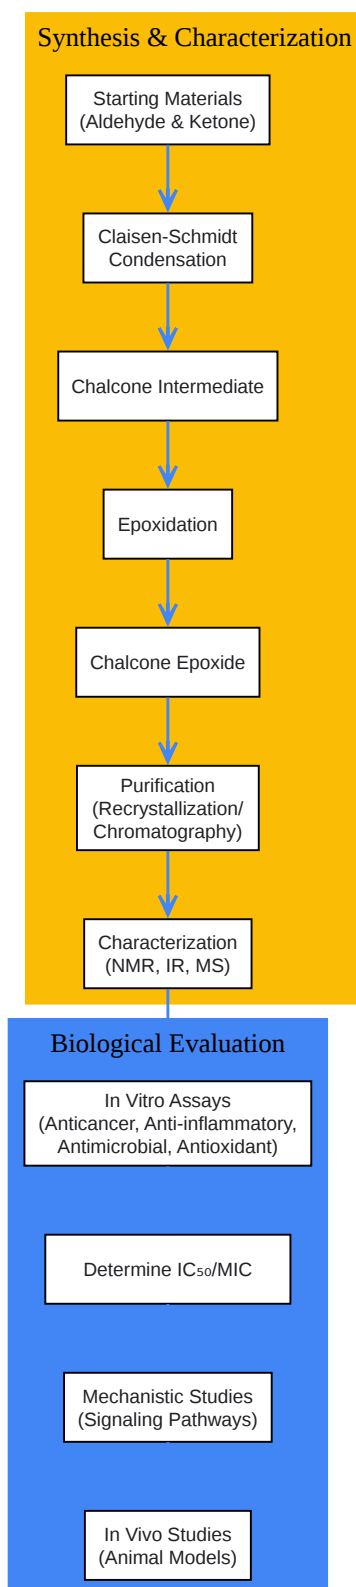 Synthesis & Characterization
Starting Materials
(Aldehyde & Ketone)
Claisen-Schmidt
Condensation
Chalcone Intermediate
Epoxidation
Chalcone Epoxide
Purification
(Recrystallization/
Chromatography)
Characterization
(NMR, IR, MS)
Biological Evaluation
In Vitro Assays
(Anticancer, Anti-inflammatory,
Antimicrobial, Antioxidant)
Determine IC₅₀/MIC
Mechanistic Studies
(Signaling Pathways)
In Vivo Studies
(Animal Models)